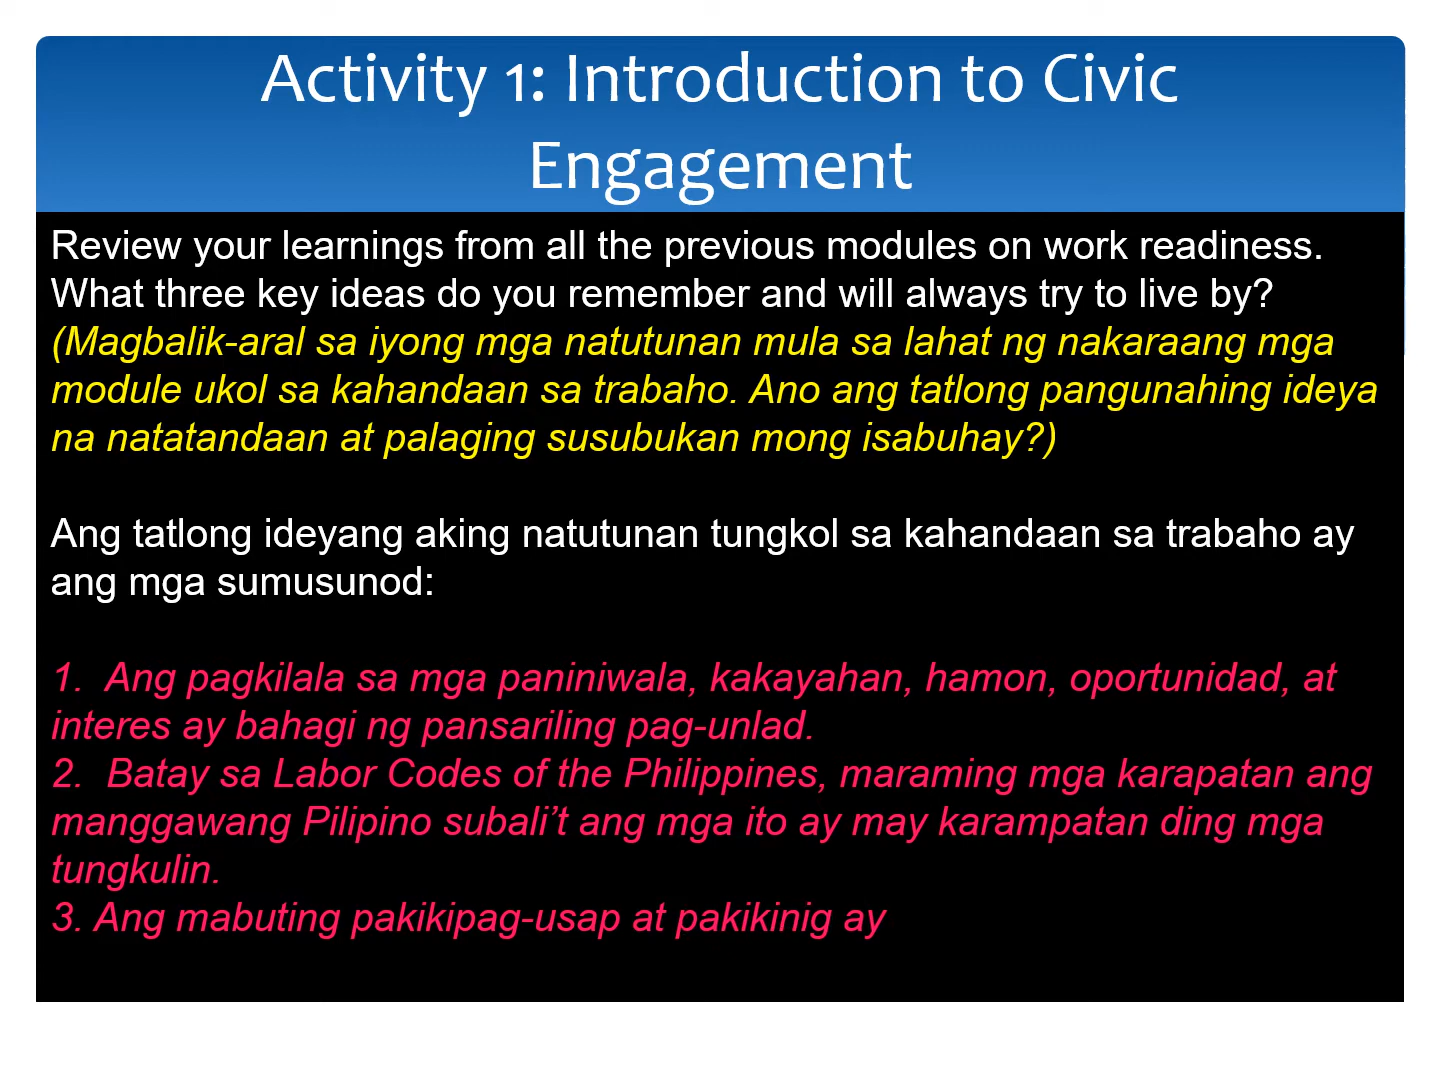 Activity 1: Introduction to Civic
Engagement
Review your learnings from all the previous modules on work readiness.
What three key ideas do you remember and will always try to live by?
(Magbalik-aral sa iyong mga natutunan mula sa lahat ng nakaraang mga
module ukol sa kahandaan sa trabaho. Ano ang tatlong pangunahing ideya
na natatandaan at palaging susubukan mong isabuhay?)
Ang tatlong ideyang aking natutunan tungkol sa kahandaan sa trabaho ay
ang mga sumusunod:
1.  Ang pagkilala sa mga paniniwala, kakayahan, hamon, oportunidad, at
interes ay bahagi ng pansariling pag-unlad.
2.  Batay sa Labor Codes of the Philippines, maraming mga karapatan ang
manggawang Pilipino subali’t ang mga ito ay may karampatan ding mga
tungkulin.
3. Ang mabuting pakikipag-usap at pakikinig ay